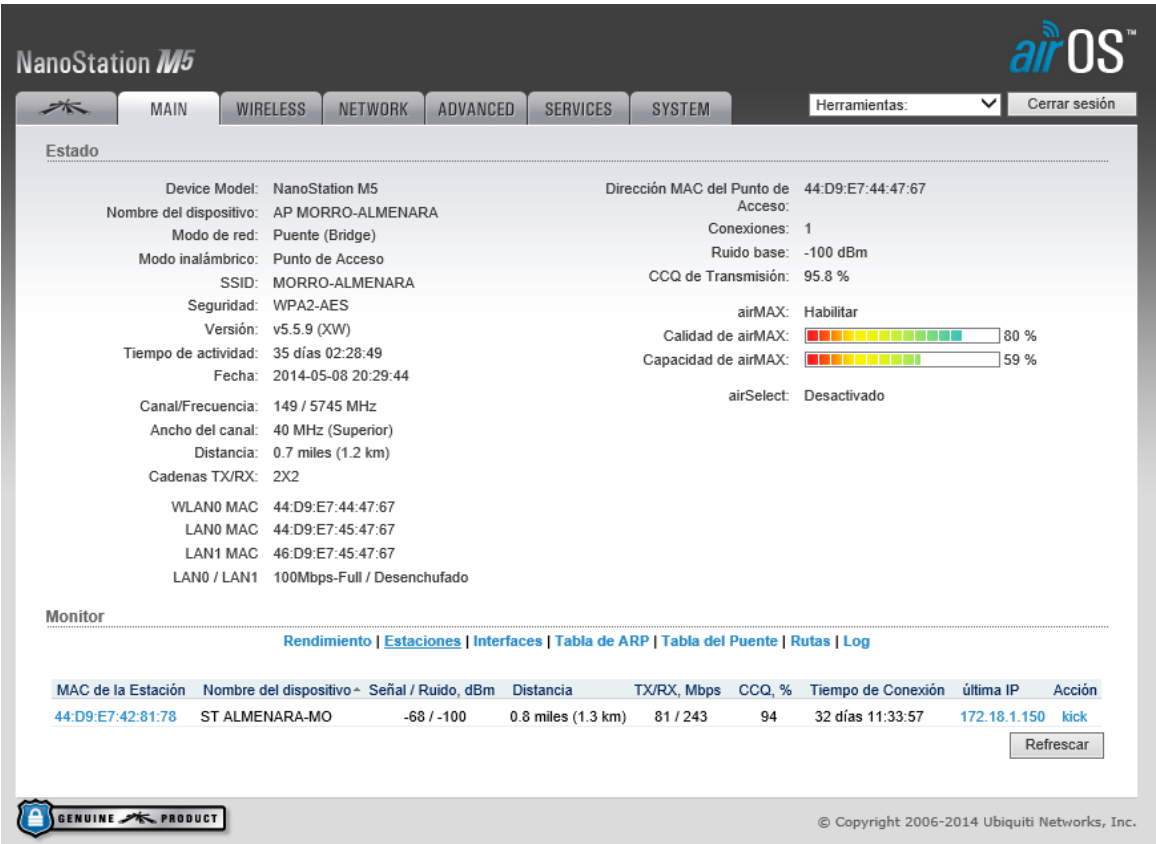 NanoStation M5
airOS™
MAIN WIRELESS NETWORK ADVANCED SERVICES SYSTEM Herramientas: Cerrar sesión
Estado
Device Model: NanoStation M5
Nombre del dispositivo: AP MORRO-ALMENARA
Modo de red: Puente (Bridge)
Modo inalámbrico: Punto de Acceso
SSID: MORRO-ALMENARA
Seguridad: WPA2-AES
Versión: v5.5.9 (XW)
Tiempo de actividad: 35 días 02:28:49
Fecha: 2014-05-08 20:29:44
Canal/Frecuencia: 149 / 5745 MHz
Ancho del canal: 40 MHz (Superior)
Distancia: 0.7 miles (1.2 km)
Cadenas TX/RX: 2X2
WLAN0 MAC 44:D9:E7:44:47:67
LAN0 MAC 44:D9:E7:45:47:67
LAN1 MAC 46:D9:E7:45:47:67
LAN0 / LAN1 100Mbps-Full / Desenchufado
Dirección MAC del Punto de 44:D9:E7:44:47:67
Acceso:
Conexiones: 1
Ruido base: -100 dBm
CCQ de Transmisión: 95.8 %
airMAX: Habilitar
Calidad de airMAX: 80 %
Capacidad de airMAX: 59 %
airSelect: Desactivado
Monitor
Rendimiento | Estaciones | Interfaces | Tabla de ARP | Tabla del Puente | Rutas | Log
MAC de la Estación Nombre del dispositivo Señal / Ruido, dBm Distancia TX/RX, Mbps CCQ, % Tiempo de Conexión última IP Acción
44:D9:E7:42:81:78 ST ALMENARA-MO -68 / -100 0.8 miles (1.3 km) 81 / 243 94 32 días 11:33:57 172.18.1.150 kick
Refrescar
GENUINE PRODUCT
© Copyright 2006-2014 Ubiquiti Networks, Inc.